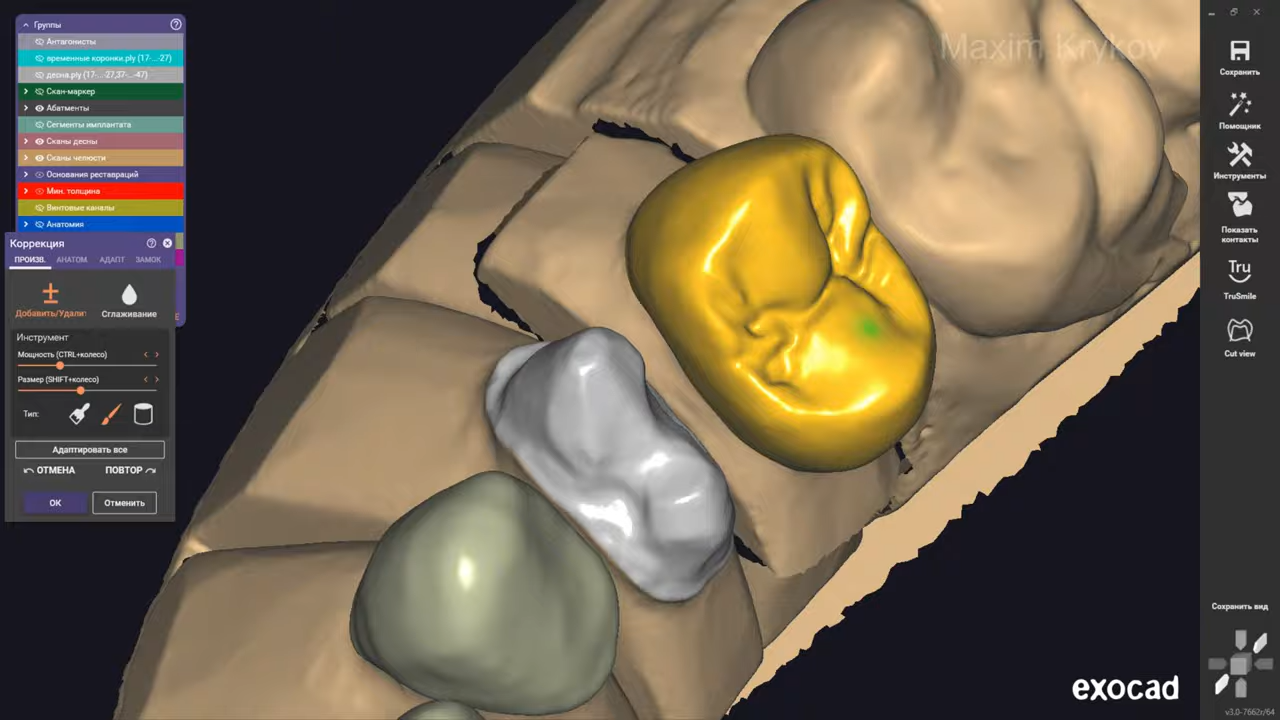 Группы
Антагонисты
временные коронки.ply (17-...-27)
десна.ply (17-...-27,37-...-47)
Скан-маркер
Абатменты
Сегменты имплантата
Сканы десны
Сканы челюсти
Основания реставраций
Мин. толщина
Винтовые каналы
Анатомия
Коррекция
ПРОИЗВ.
АНАТОМ.
АДАПТ
ЗАМОК
Добавить/Удали
Сглаживание
Инструмент
Мощность (CTRL+колесо)
Размер (SHIFT+колесо)
Тип:
Адаптировать все
ОТМЕНА
ПОВТОР
ОК
Отменить
Maxim Krykov
Сохранить
Помощник
Инструменты
Показать
контакты
Tru
TruSmile
Cut view
Сохранить вид
exocad
v3.0-7662r/64